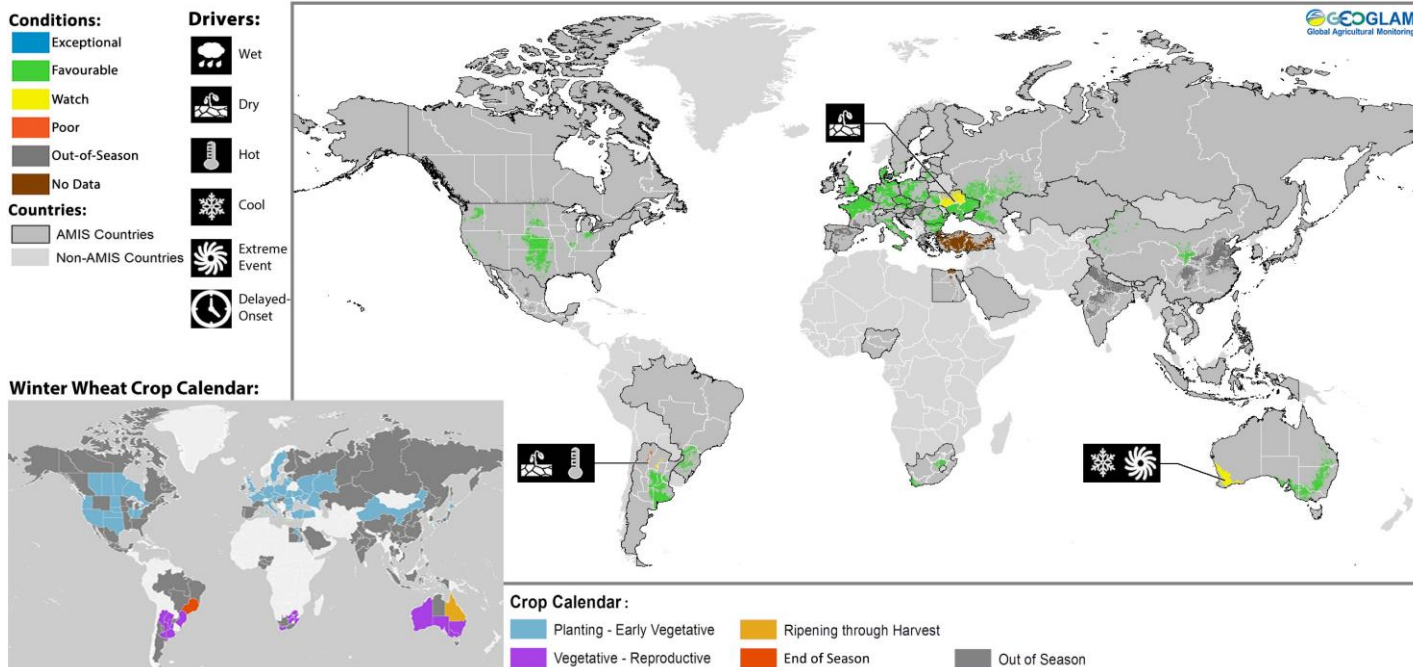 Conditions:
Exceptional
Favourable
Watch
Poor
Out-of-Season
No Data
Countries:
AMIS Countries
Non-AMIS Countries
Drivers:
Wet
Dry
Hot
Cool
Extreme
Event
Delayed-
Onset
GEOGLAM
Global Agricultural Monitoring
Winter Wheat Crop Calendar:
Crop Calendar :
Planting - Early Vegetative
Ripening through Harvest
Vegetative - Reproductive
End of Season
Out of Season